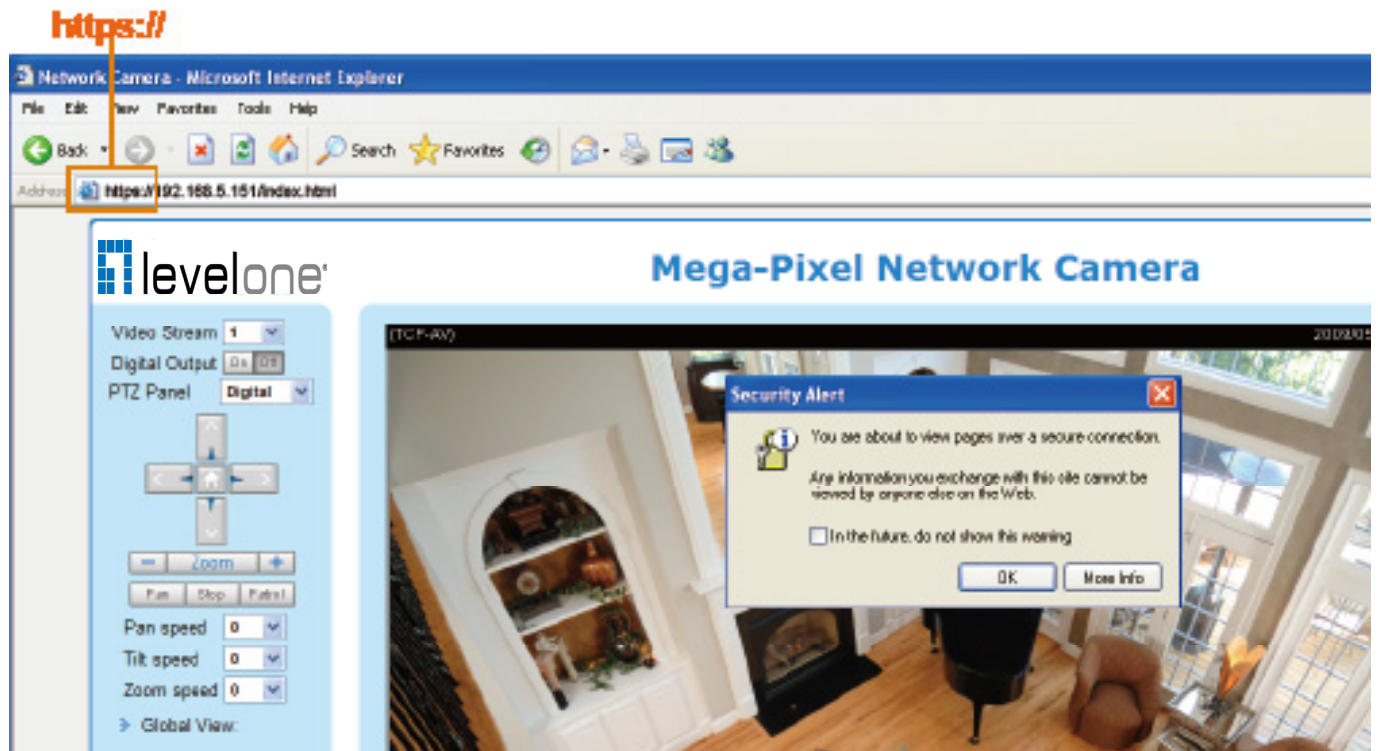 https://
Network Camera - Microsoft Internet Explorer
File Edit View Favorites Tools Help
Back Search Favorites
Address https://192.168.5.151/index.html
levelone®
Mega-Pixel Network Camera
Video Stream 1
(TCP-AV) 2009/05
Digital Output On Off
PTZ Panel Digital
Security Alert
You are about to view pages over a secure connection.
Any information you exchange with this site cannot be
viewed by anyone else on the Web.
In the future, do not show this warning
OK More Info
- Zoom +
Pan Stop Patrol
Pan speed 0
Tilt speed 0
Zoom speed 0
Global View: